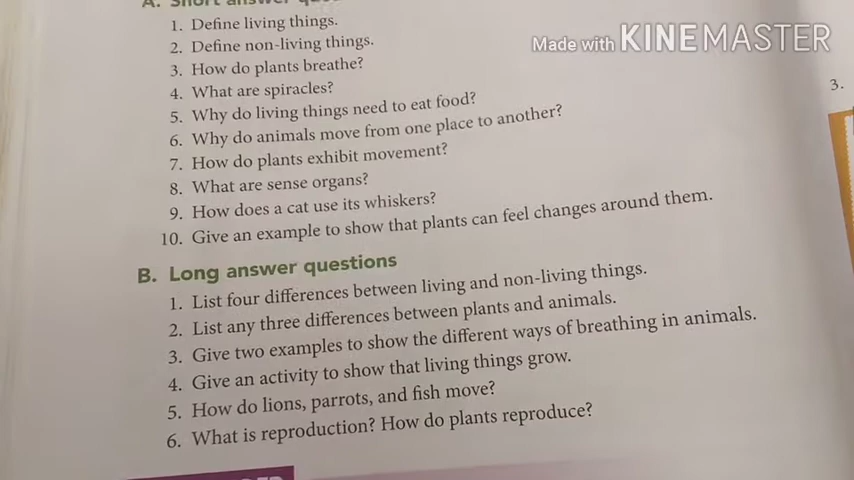 A. Short answer
Made with KINEMASTER
1. Define living things.
2. Define non-living things.
3. How do plants breathe?
4. What are spiracles?
5. Why do living things need to eat food?
6. Why do animals move from one place to another?
7. How do plants exhibit movement?
8. What are sense organs?
9. How does a cat use its whiskers?
10. Give an example to show that plants can feel changes around them.
3.
B. Long answer questions
1. List four differences between living and non-living things.
2. List any three differences between plants and animals.
3. Give two examples to show the different ways of breathing in animals.
4. Give an activity to show that living things grow.
5. How do lions, parrots, and fish move?
6. What is reproduction? How do plants reproduce?